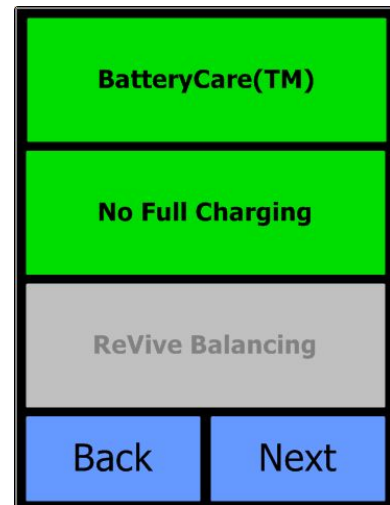 BatteryCare(TM)
No Full Charging
ReVive Balancing
Back Next